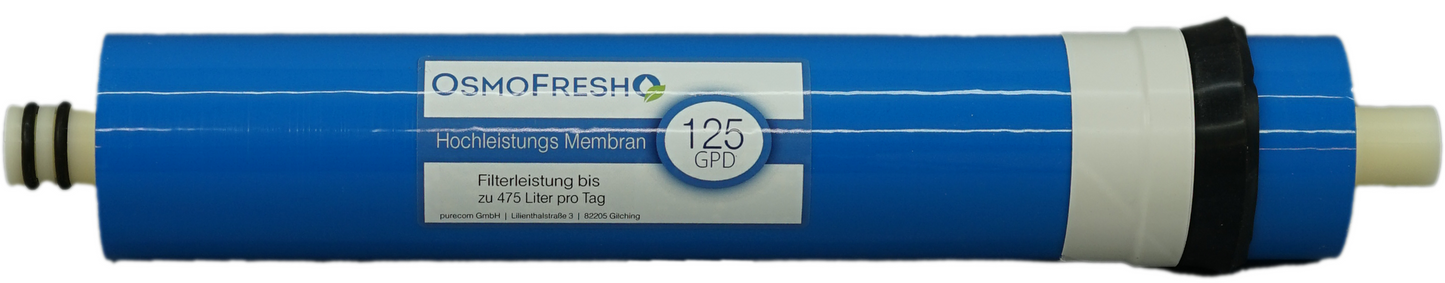 OSMOFRESH
Hochleistungs Membran
125
GPD
Filterleistung bis
zu 475 Liter pro Tag
purecom GmbH | Lilienthalstraße 3 | 82205 Gilching